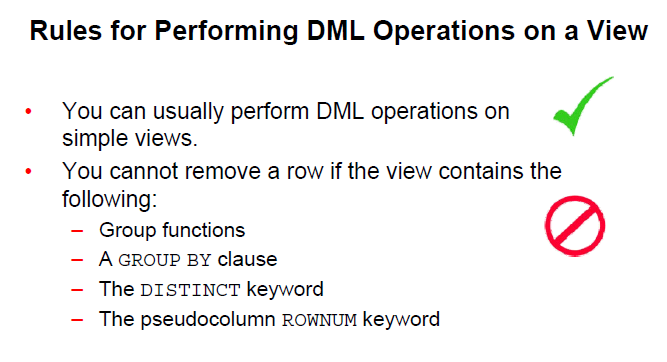 Rules for Performing DML Operations on a View
• You can usually perform DML operations on
simple views.
• You cannot remove a row if the view contains the
following:
– Group functions
– A GROUP BY clause
– The DISTINCT keyword
– The pseudocolumn ROWNUM keyword